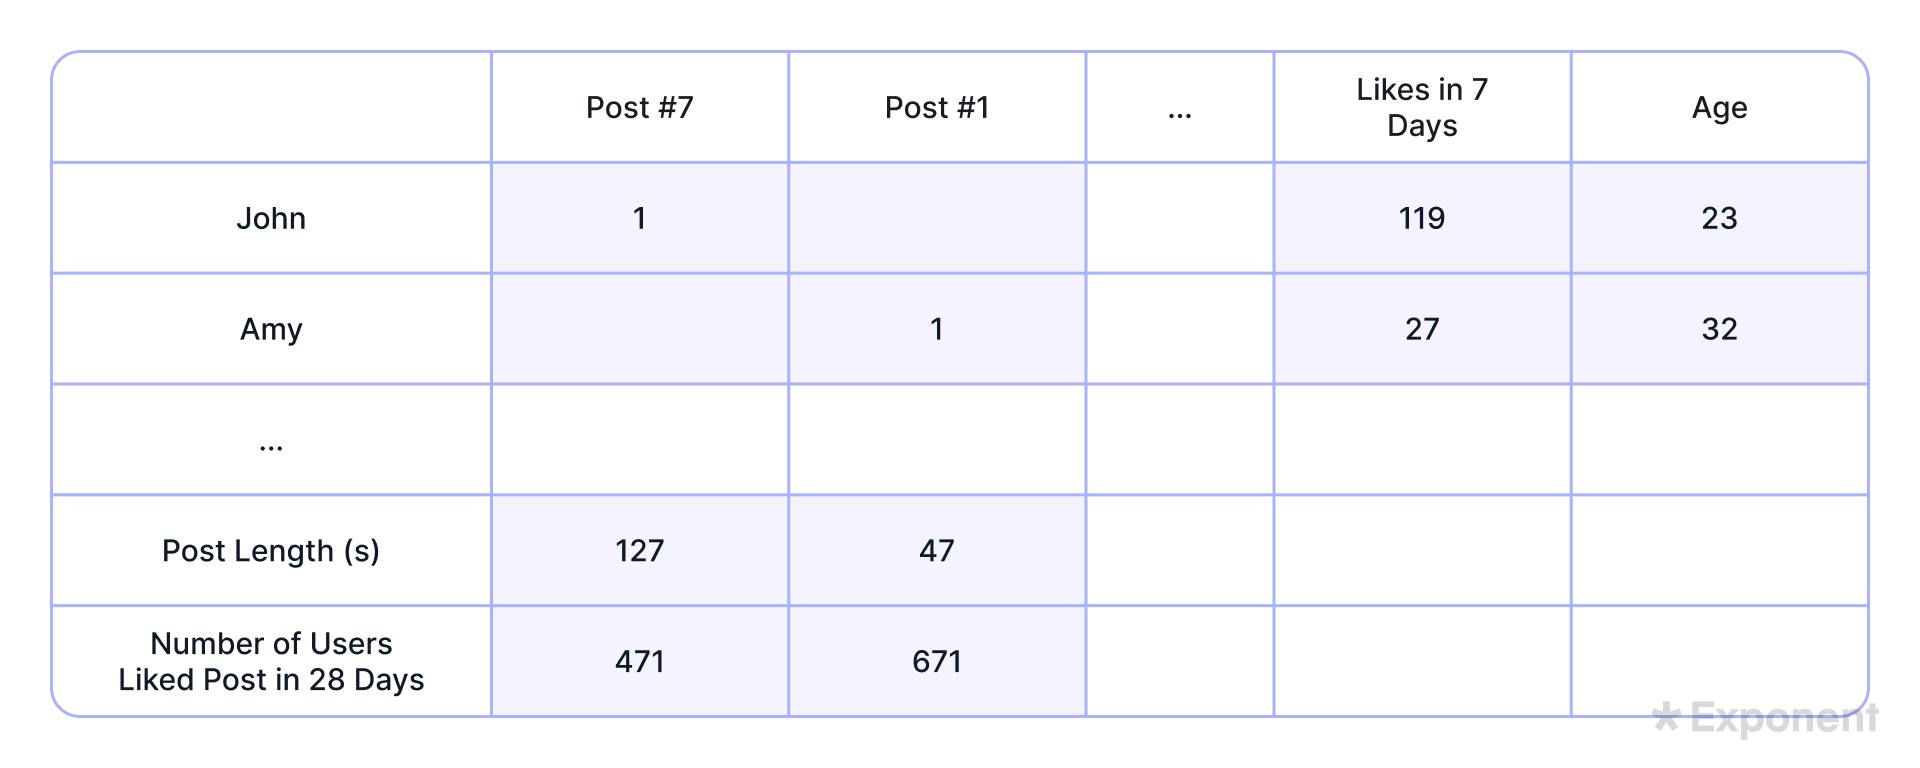 Post #7 Post #1 ... Likes in 7 Days Age
John 1 119 23
Amy 1 27 32
...
Post Length (s) 127 47
Number of Users
Liked Post in 28 Days 471 671
Exponent